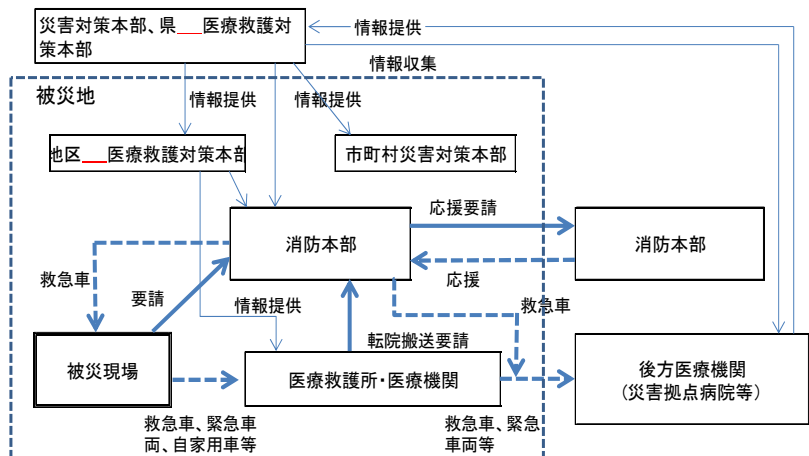 災害対策本部、県___医療救護対
策本部
情報提供
情報収集
被災地
情報提供
情報提供
地区___医療救護対策本部
市町村災害対策本部
消防本部
応援要請
消防本部
応援
救急車
要請
救急車
情報提供
転院搬送要請
被災現場
医療救護所・医療機関
後方医療機関
(災害拠点病院等)
救急車、緊急車
両、自家用車等
救急車、緊急
車両等